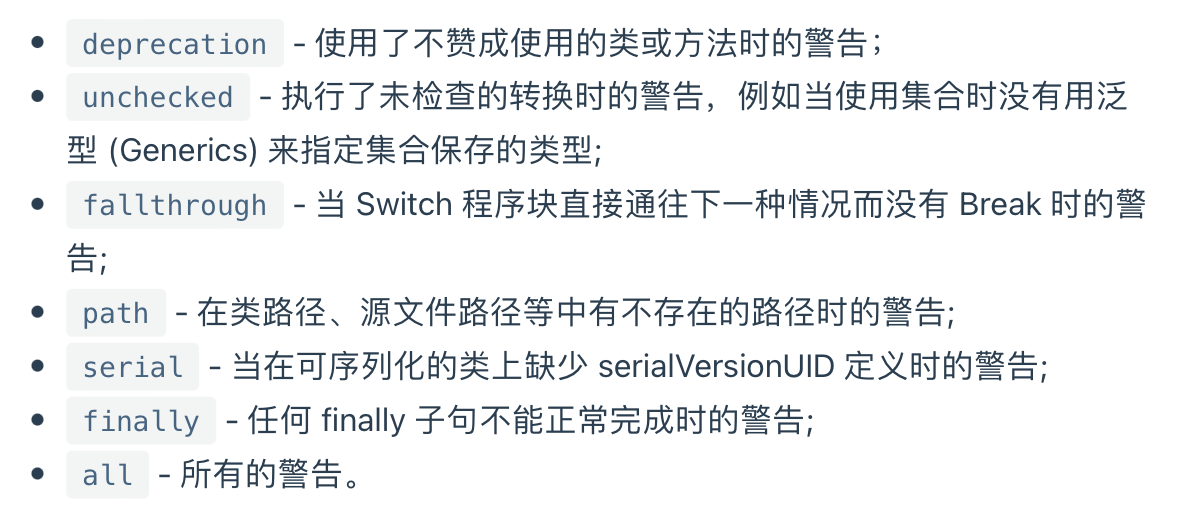 • deprecation - 使用了不赞成使用的类或方法时的警告；
• unchecked - 执行了未检查的转换时的警告，例如当使用集合时没有用泛
型 (Generics) 来指定集合保存的类型;
• fallthrough - 当 Switch 程序块直接通往下一种情况而没有 Break 时的警
告;
• path - 在类路径、源文件路径等中有不存在的路径时的警告;
• serial - 当在可序列化的类上缺少 serialVersionUID 定义时的警告;
• finally - 任何 finally 子句不能正常完成时的警告;
• all - 所有的警告。